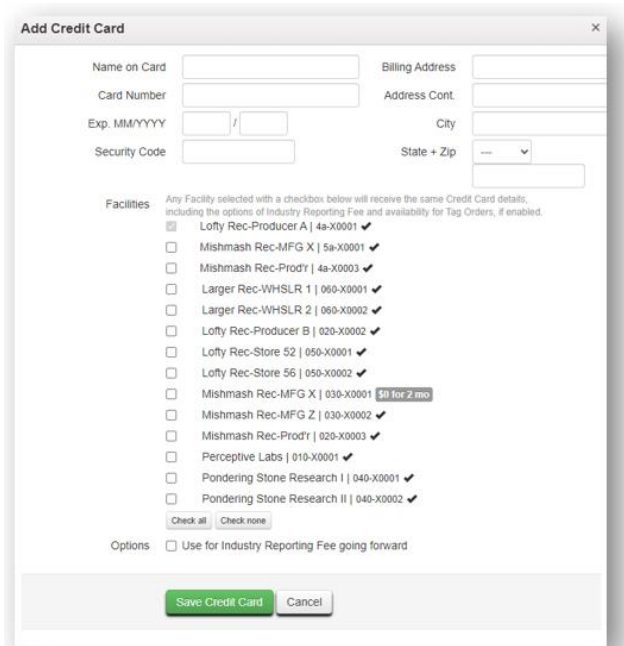 Add Credit Card ×
Name on Card Billing Address
Card Number Address Cont.
Exp. MM/YYYY / City
Security Code State + Zip ---
Facilities Any Facility selected with a checkbox below will receive the same Credit Card details,
including the options of Industry Reporting Fee and availability for Tag Orders, if enabled.
Lofty Rec-Producer A | 4a-X0001 ✔
Mishmash Rec-MFG X | 5a-X0001 ✔
Mishmash Rec-Prod'r | 4a-X0003 ✔
Larger Rec-WHSLR 1 | 060-X0001 ✔
Larger Rec-WHSLR 2 | 060-X0002 ✔
Lofty Rec-Producer B | 020-X0002 ✔
Lofty Rec-Store 52 | 050-X0001 ✔
Lofty Rec-Store 56 | 050-X0002 ✔
Mishmash Rec-MFG X | 030-X0001 $0 for 2 mo
Mishmash Rec-MFG Z | 030-X0002 ✔
Mishmash Rec-Prod'r | 020-X0003 ✔
Perceptive Labs | 010-X0001 ✔
Pondering Stone Research I | 040-X0001 ✔
Pondering Stone Research II | 040-X0002 ✔
Check all Check none
Options Use for Industry Reporting Fee going forward
Save Credit Card Cancel